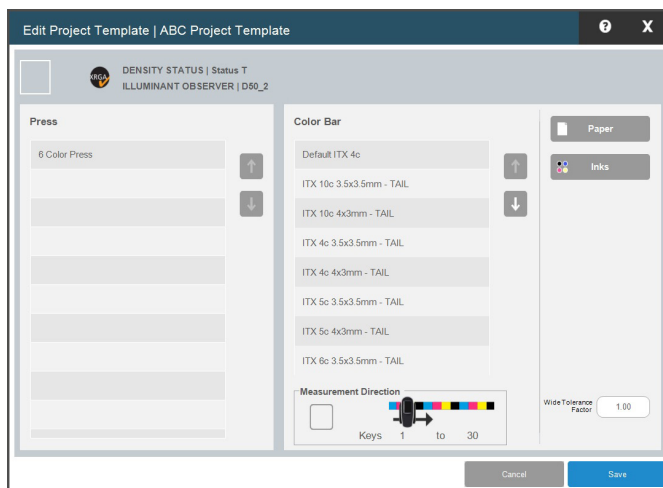 Edit Project Template | ABC Project Template
? X
XRGA
DENSITY STATUS | Status T
ILLUMINANT OBSERVER | D50_2
Press
6 Color Press
Color Bar
Default ITX 4c
ITX 10c 3.5x3.5mm - TAIL
ITX 10c 4x3mm - TAIL
ITX 4c 3.5x3.5mm - TAIL
ITX 4c 4x3mm - TAIL
ITX 5c 3.5x3.5mm - TAIL
ITX 5c 4x3mm - TAIL
ITX 6c 3.5x3.5mm - TAIL
Measurement Direction
Keys 1 to 30
Paper
Inks
Wide Tolerance
Factor
1.00
Cancel
Save